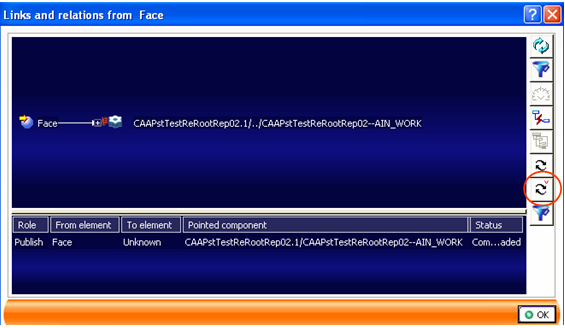 Links and relations from Face
Face CAAPstTestReRootRep02.1/../CAAPstTestReRootRep02--AIN_WORK
Role From element To element Pointed component Status
Publish Face Unknown CAAPstTestReRootRep02.1/CAAPstTestReRootRep02--AIN_WORK Com...aded
OK